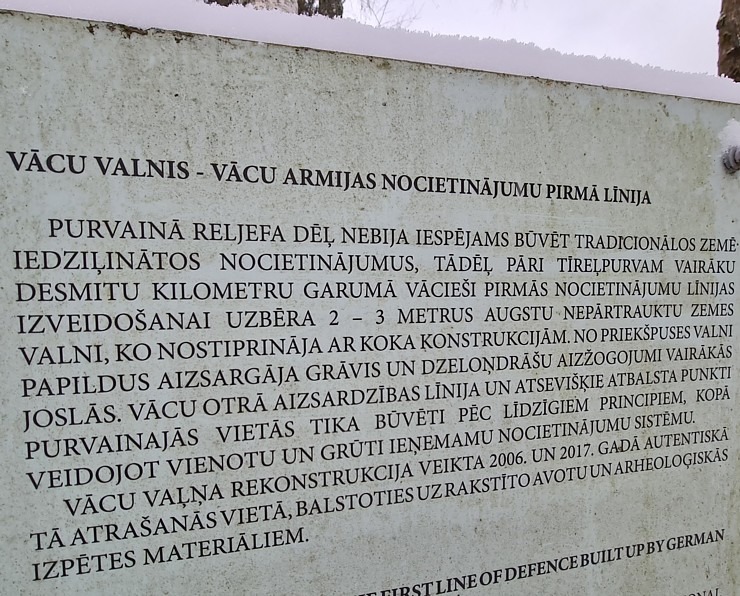 VĀCU VALNIS - VĀCU ARMIJAS NOCIETINĀJUMU PIRMĀ LĪNIJA
PURVAINĀ RELJEFA DĒĻ NEBIJA IESPĒJAMS BŪVĒT TRADICIONĀLOS ZEMĒ
IEDZIĻINĀTOS NOCIETINĀJUMUS, TĀDĒĻ PĀRI TĪREĻPURVAM VAIRĀKU
DESMITU KILOMETRU GARUMĀ VĀCIEŠI PIRMĀS NOCIETINĀJUMU LĪNIJAS
IZVEIDOŠANAI UZBĒRA 2 – 3 METRUS AUGSTU NEPĀRTRAUKTU ZEMES
VALNI, KO NOSTIPRINĀJA AR KOKA KONSTRUKCIJĀM. NO PRIEKŠPUSES VALNI
PAPILDUS AIZSARGĀJA GRĀVIS UN DZELOŅDRĀŠU AIZŽOGOJUMI VAIRĀKĀS
JOSLĀS. VĀCU OTRĀ AIZSARDZĪBAS LĪNIJA UN ATSEVIŠĶIE ATBALSTA PUNKTI
PURVAINAJĀS VIETĀS TIKA BŪVĒTI PĒC LĪDZĪGIEM PRINCIPIEM, KOPĀ
VEIDOJOT VIENOTU UN GRŪTI IEŅEMAMU NOCIETINĀJUMU SISTĒMU.
VĀCU VAĻŅA REKONSTRUKCIJA VEIKTA 2006. UN 2017. GADĀ AUTENTISKĀ
TĀ ATRAŠANĀS VIETĀ, BALSTOTIES UZ RAKSTĪTO AVOTU UN ARHEOLOĢISKĀS
IZPĒTES MATERIĀLIEM.
FIRST LINE OF DEFENCE BUILT UP BY GERMAN